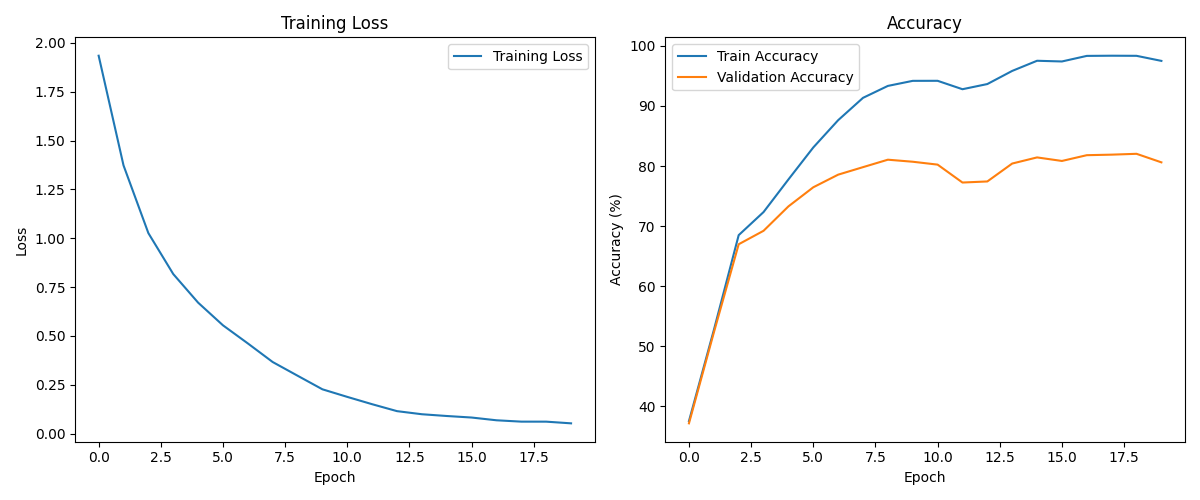 Training Loss
Training Loss
2.00
1.75
1.50
1.25
1.00
0.75
0.50
0.25
0.00
Loss
0.0 2.5 5.0 7.5 10.0 12.5 15.0 17.5
Epoch
Accuracy
Train Accuracy
Validation Accuracy
100
90
80
70
60
50
40
Accuracy (%)
0.0 2.5 5.0 7.5 10.0 12.5 15.0 17.5
Epoch